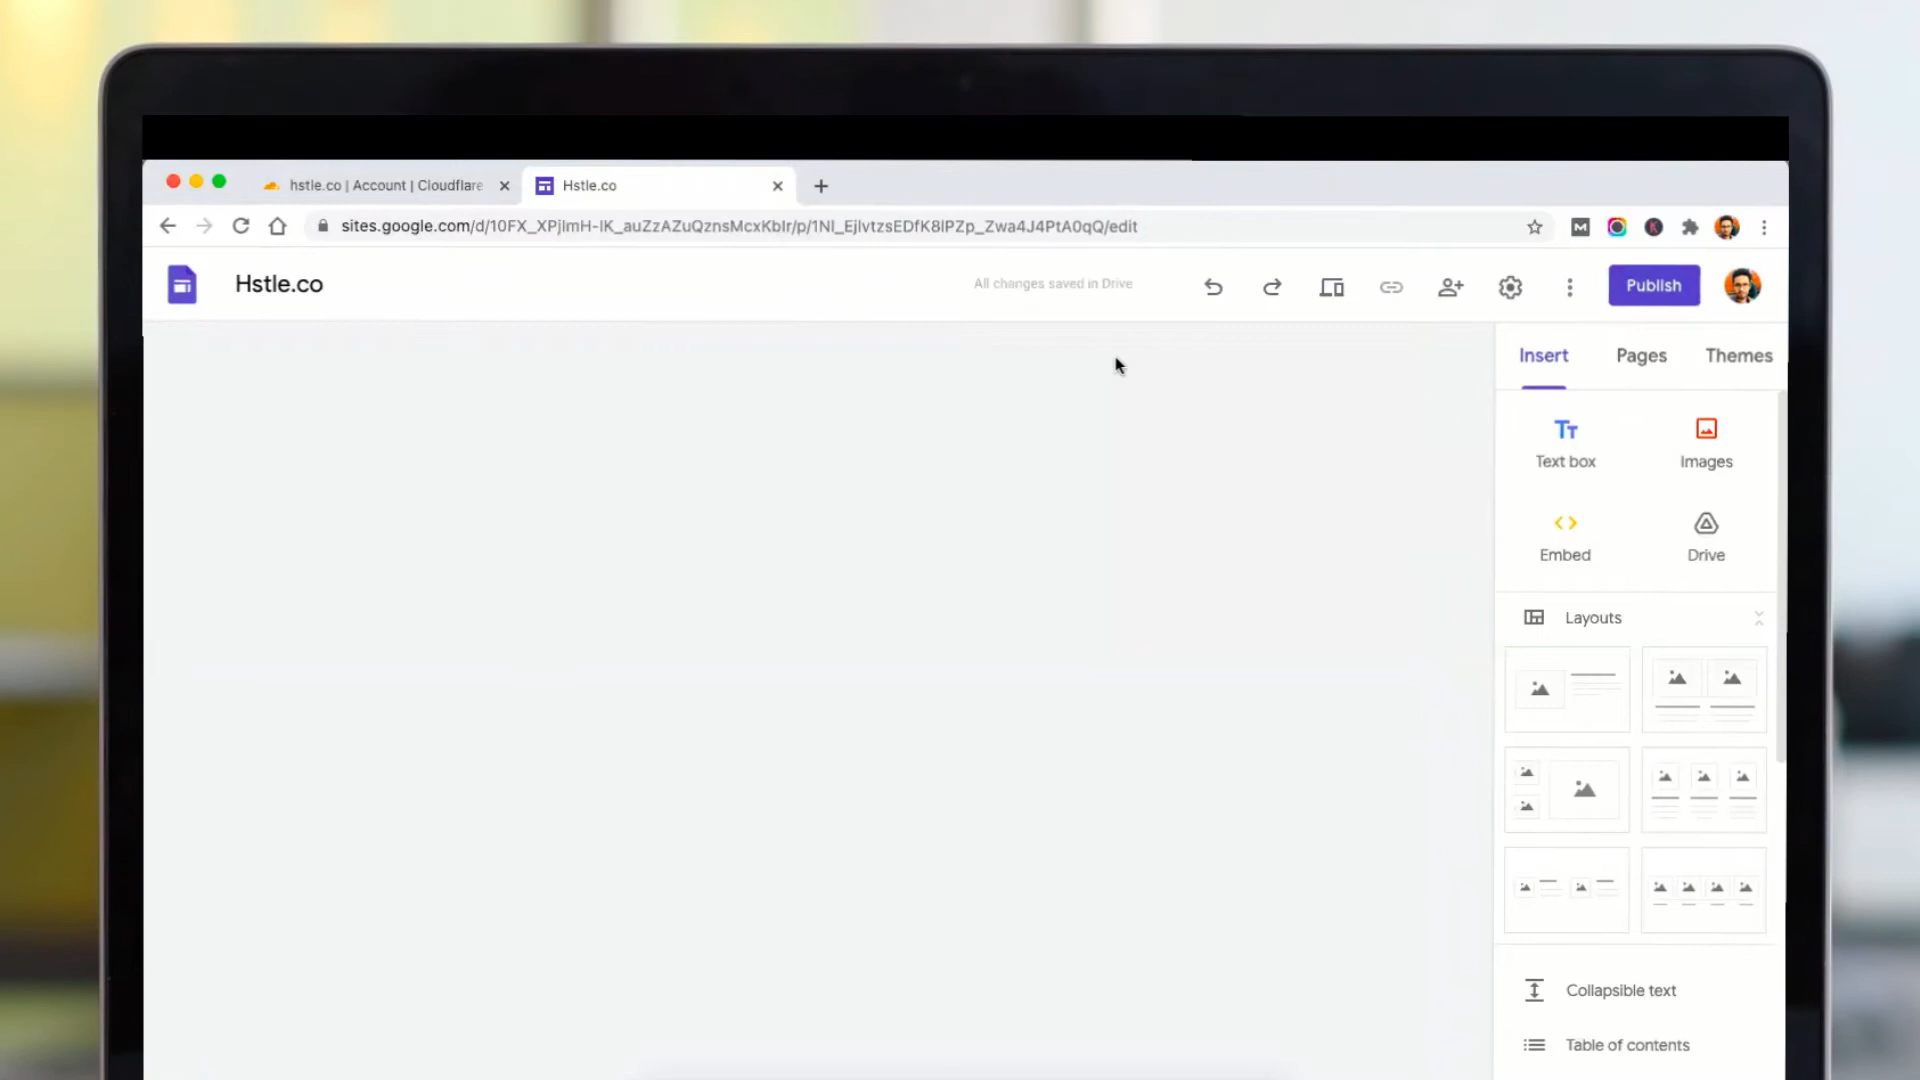 hstle.co | Account | Cloudflare
Hstle.co
sites.google.com/d/10FX_XPjlmH-IK_auZzAZuQznsMcxKbIr/p/1Nl_EjlvtzsEDfK8lPZp_Zwa4J4PtA0qQ/edit
Hstle.co
All changes saved in Drive
Publish
Insert
Pages
Themes
Text box
Images
Embed
Drive
Layouts
Collapsible text
Table of contents